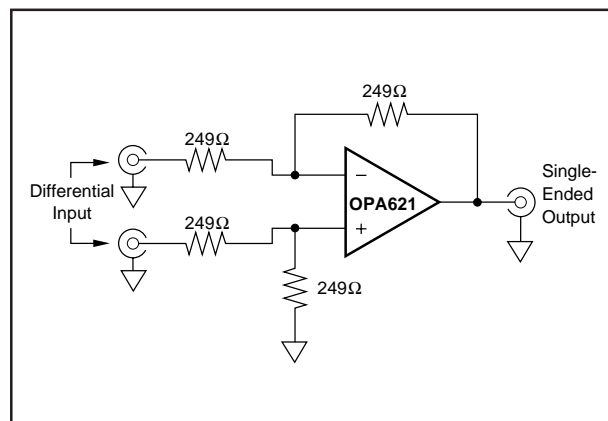 249Ω
249Ω
Differential
Input
−
OPA621
+
Single-
Ended
Output
249Ω
249Ω